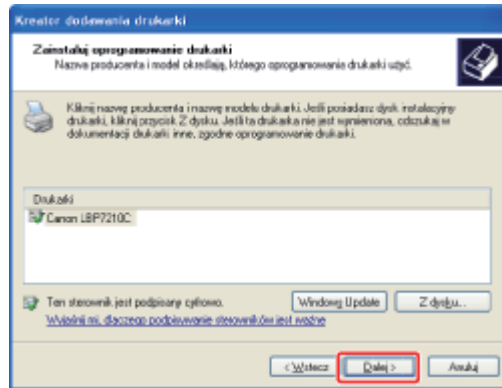 Kreator dodawania drukarki
Zainstaluj oprogramowanie drukarki
Nazwa producenta i model określają, którego oprogramowania drukarki użyć.
Kliknij nazwę producenta i nazwę modelu drukarki. Jeśli posiadasz dysk instalacyjny
drukarki, kliknij przycisk Z dysku. Jeśli ta drukarka nie jest wymieniona, odszukaj w
dokumentacji drukarki inne, zgodne oprogramowanie drukarki.
Drukarki
Canon LBP7210C
Ten sterownik jest podpisany cyfrowo.
Windows Update
Z dysku...
Wyjaśnij mi, dlaczego podpisywanie sterowników jest ważne
< Wstecz
Dalej >
Anuluj